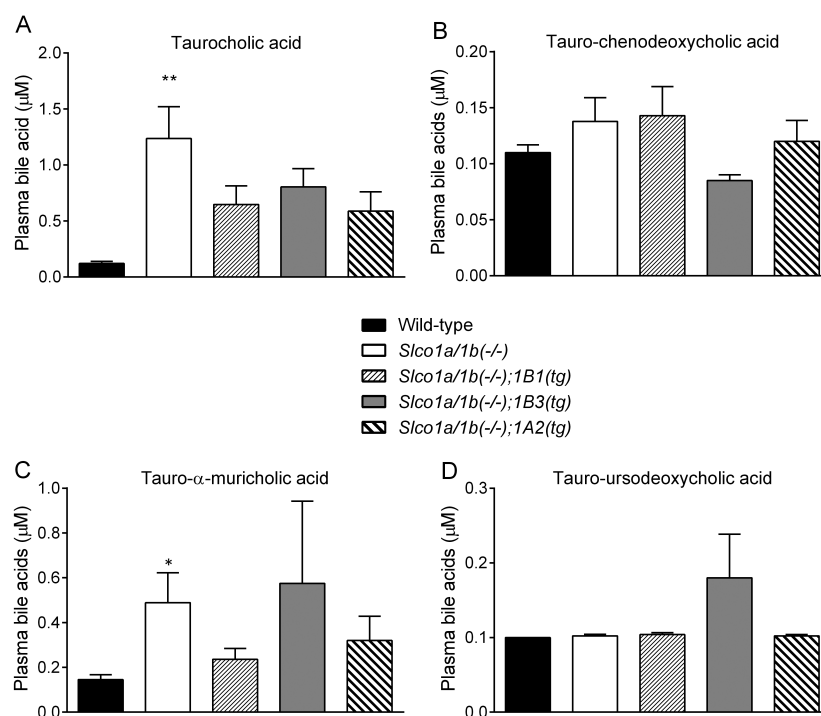 A
Taurocholic acid
Plasma bile acid (μM)
2.0
1.5
1.0
0.5
0.0
**
B
Tauro-chenodeoxycholic acid
Plasma bile acids (μM)
0.20
0.15
0.10
0.05
0.00
Wild-type
Slco1a/1b(-/-)
Slco1a/1b(-/-);1B1(tg)
Slco1a/1b(-/-);1B3(tg)
Slco1a/1b(-/-);1A2(tg)
C
Tauro-α-muricholic acid
Plasma bile acids (μM)
1.0
0.8
0.6
0.4
0.2
0.0
*
D
Tauro-ursodeoxycholic acid
Plasma bile acids (μM)
0.3
0.2
0.1
0.0